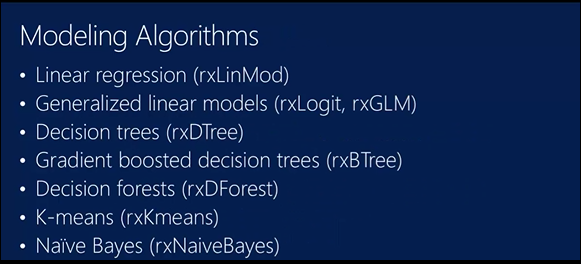 Modeling Algorithms
• Linear regression (rxLinMod)
• Generalized linear models (rxLogit, rxGLM)
• Decision trees (rxDTree)
• Gradient boosted decision trees (rxBTree)
• Decision forests (rxDForest)
• K-means (rxKmeans)
• Naïve Bayes (rxNaiveBayes)